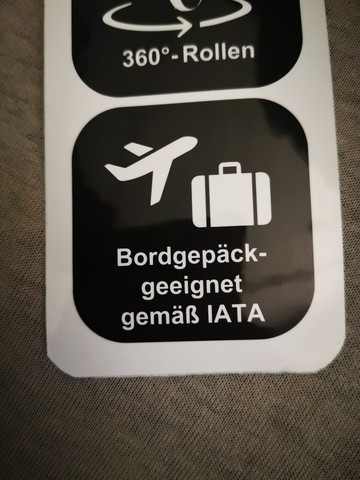 360°-Rollen
Bordgepäck-
geeignet
gemäß IATA